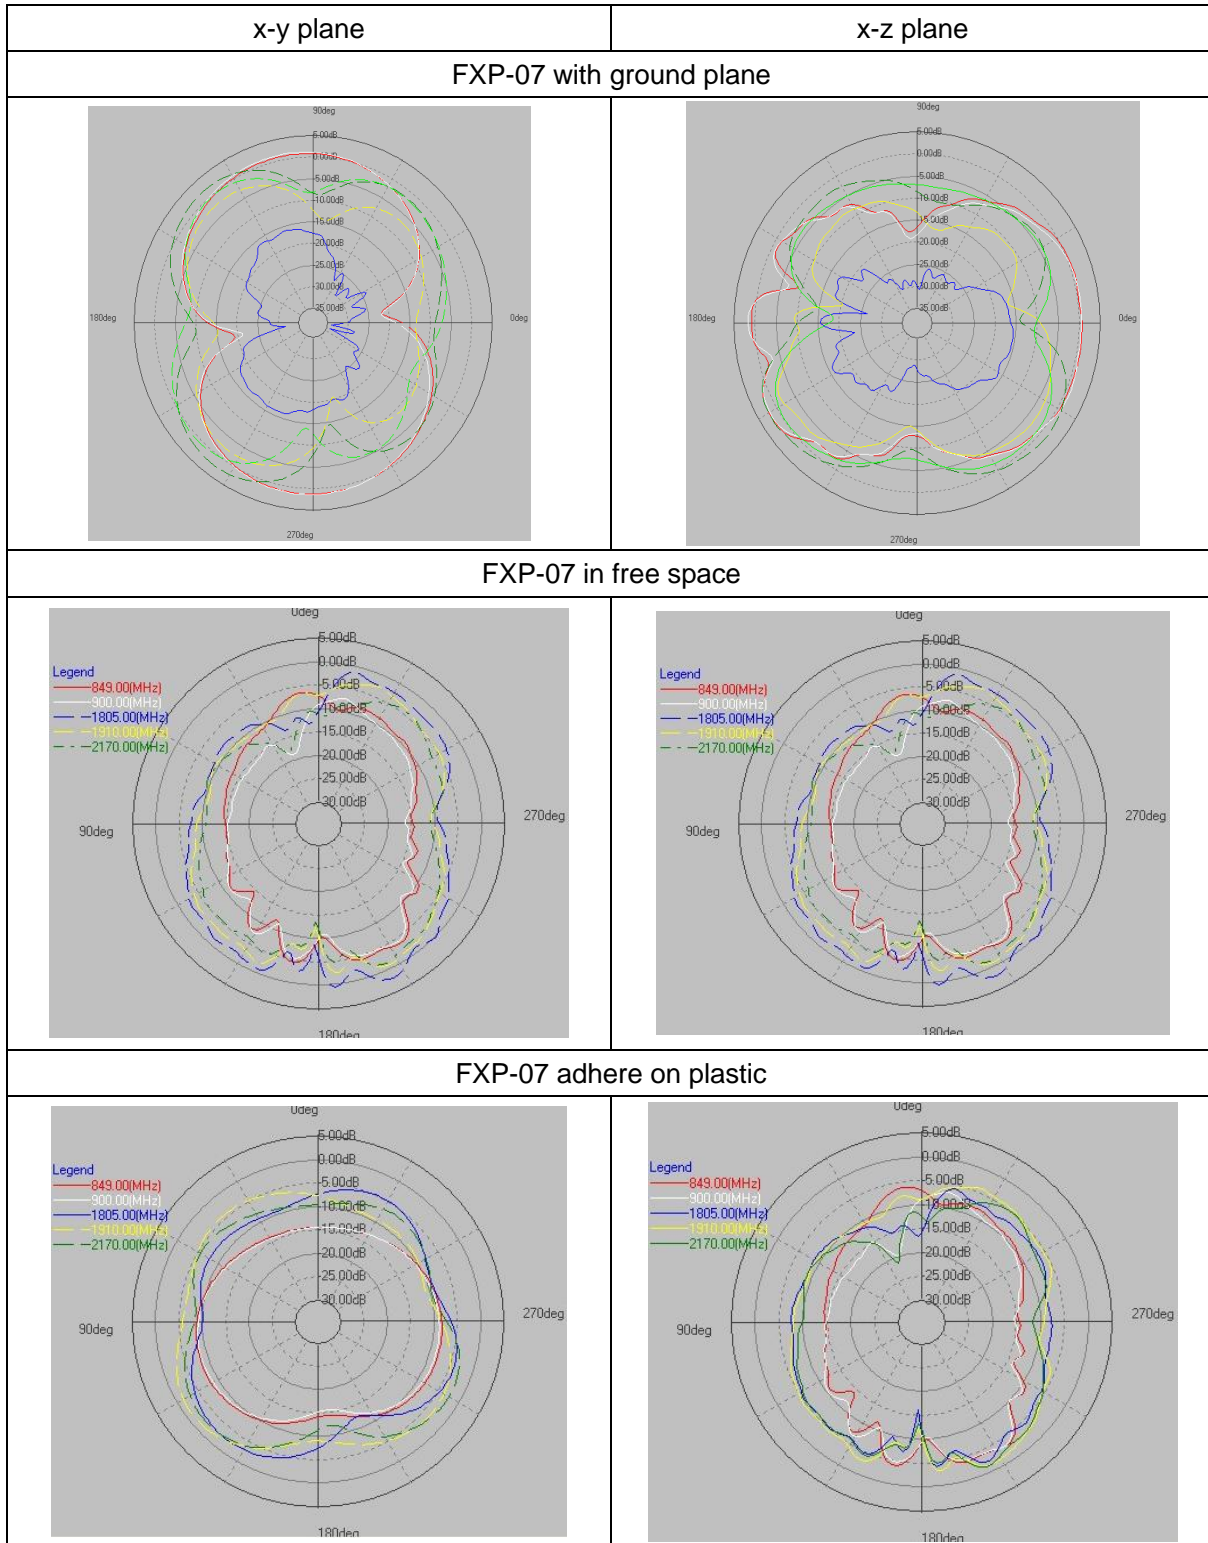 x-y plane
x-z plane
FXP-07 with ground plane
90deg
5.00dB
0.00dB
5.00dB
10.00dB
15.00dB
20.00dB
25.00dB
30.00dB
35.00dB
180deg
0deg
270deg
90deg
5.00dB
0.00dB
5.00dB
10.00dB
15.00dB
20.00dB
25.00dB
30.00dB
35.00dB
180deg
0deg
270deg
FXP-07 in free space
0deg
5.00dB
0.00dB
5.00dB
10.00dB
15.00dB
20.00dB
25.00dB
30.00dB
Legend
849.00(MHz)
900.00(MHz)
1805.00(MHz)
1910.00(MHz)
2170.00(MHz)
90deg
270deg
180deg
0deg
5.00dB
0.00dB
5.00dB
10.00dB
15.00dB
20.00dB
25.00dB
30.00dB
Legend
849.00(MHz)
900.00(MHz)
1805.00(MHz)
1910.00(MHz)
2170.00(MHz)
90deg
270deg
180deg
FXP-07 adhere on plastic
0deg
5.00dB
0.00dB
5.00dB
10.00dB
15.00dB
20.00dB
25.00dB
30.00dB
Legend
849.00(MHz)
900.00(MHz)
1805.00(MHz)
1910.00(MHz)
2170.00(MHz)
90deg
270deg
180deg
0deg
5.00dB
0.00dB
5.00dB
10.00dB
15.00dB
20.00dB
25.00dB
30.00dB
Legend
849.00(MHz)
900.00(MHz)
1805.00(MHz)
1910.00(MHz)
2170.00(MHz)
90deg
270deg
180deg